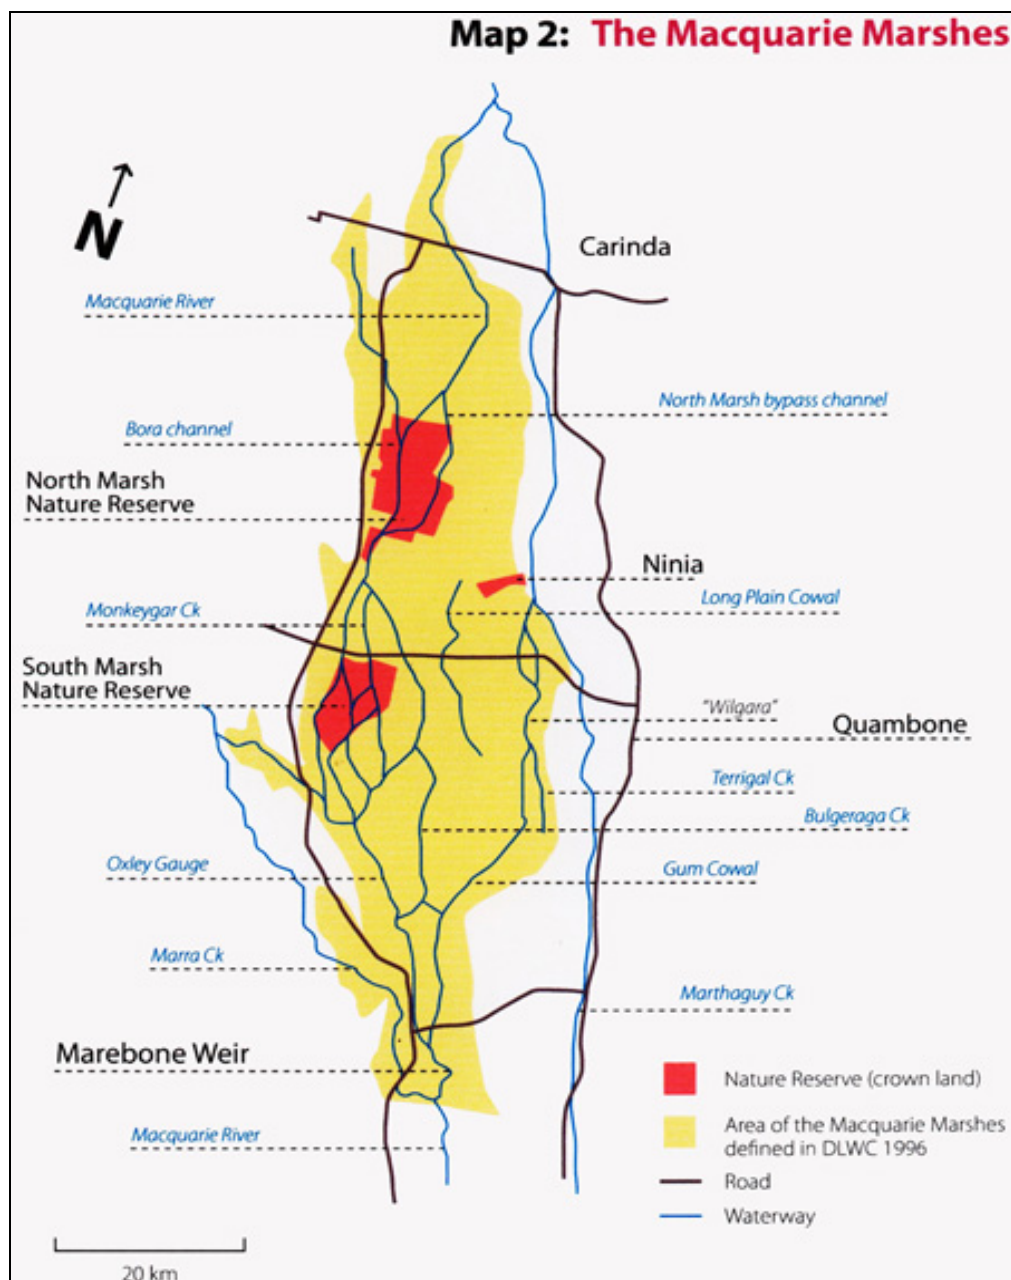 Map 2: The Macquarie Marshes
N
Carinda
Macquarie River
North Marsh bypass channel
Bora channel
North Marsh
Nature Reserve
Ninia
Long Plain Cowal
Monkeygar Ck
South Marsh
Nature Reserve
"Wilgara"
Quambone
Terrigal Ck
Bulgeraga Ck
Oxley Gauge
Gum Cowal
Marra Ck
Marthaguy Ck
Marebone Weir
Nature Reserve (crown land)
Area of the Macquarie Marshes
defined in DLWC 1996
Macquarie River
Road
Waterway
20 km